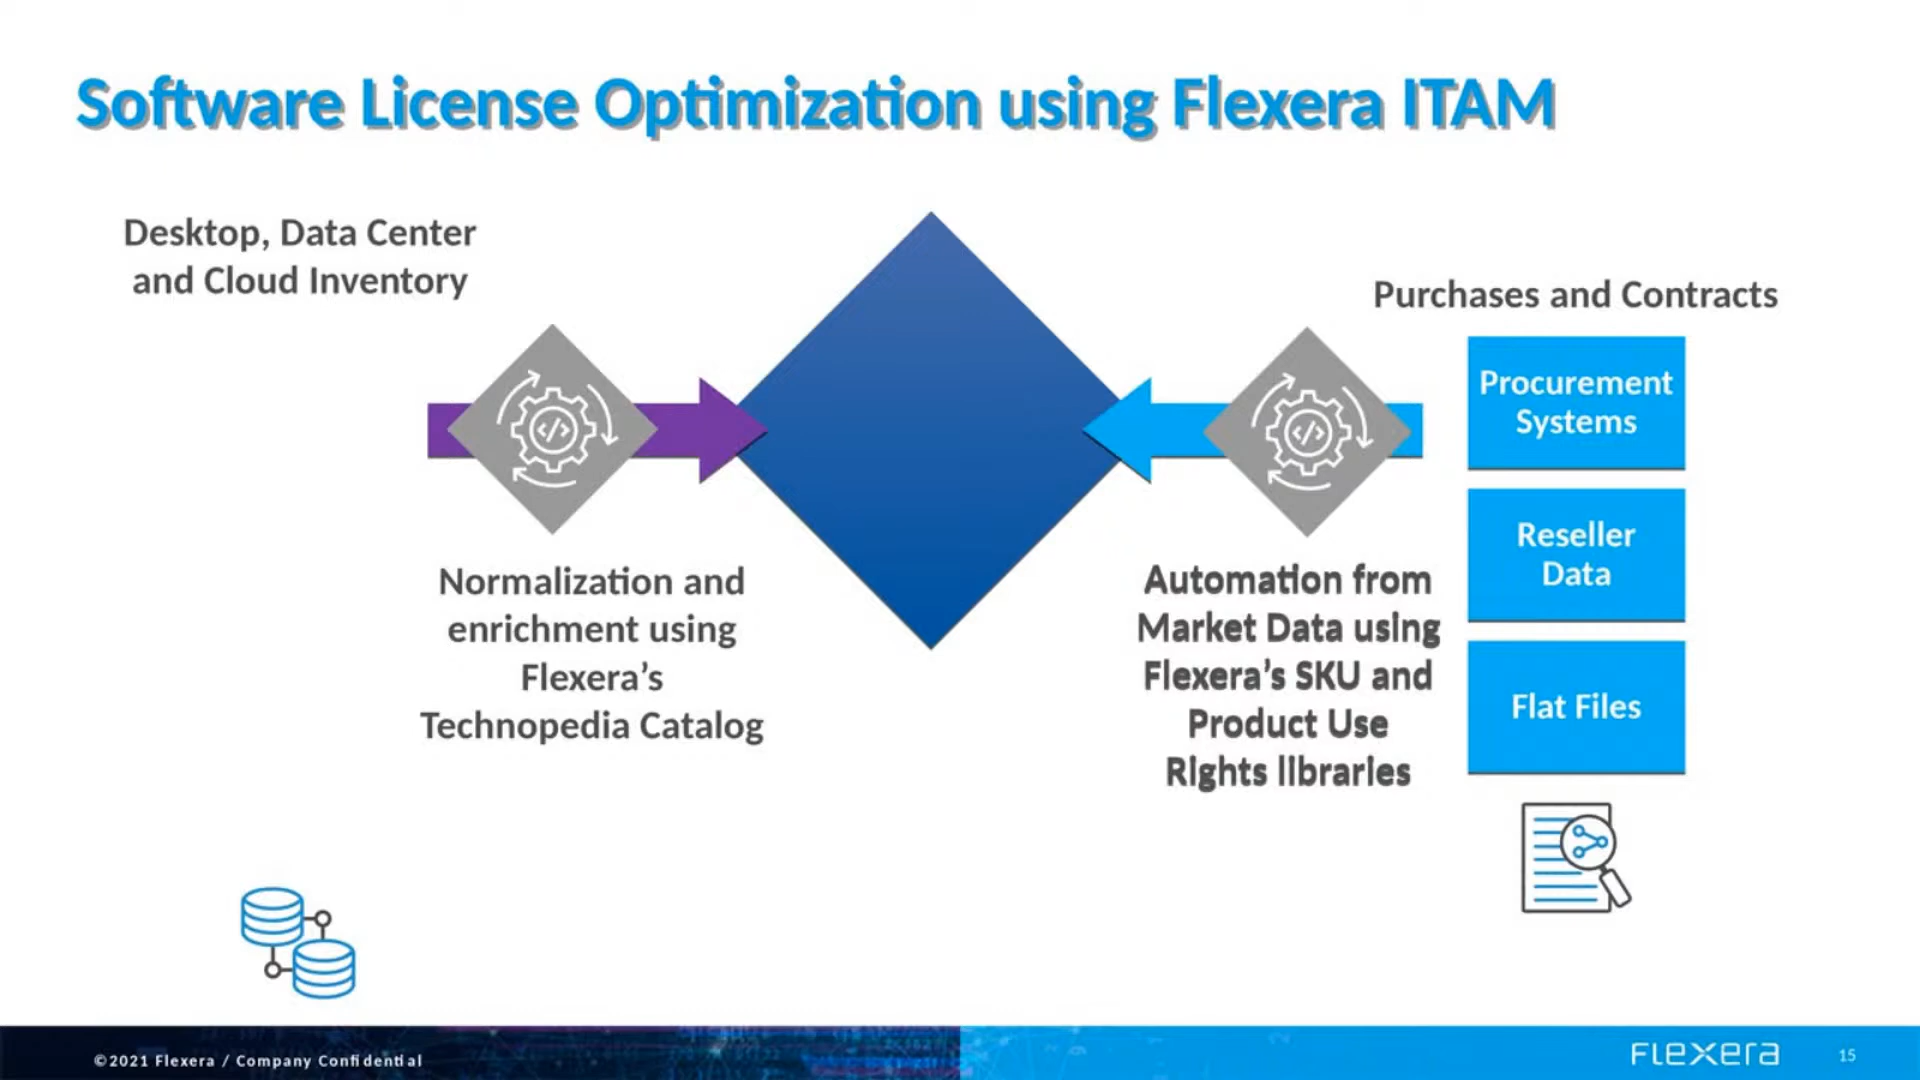 Software License Optimization using Flexera ITAM
Desktop, Data Center
and Cloud Inventory
</>
Normalization and
enrichment using
Flexera’s
Technopedia Catalog
</>
Automation from
Market Data using
Flexera’s SKU and
Product Use
Rights libraries
Purchases and Contracts
Procurement
Systems
Reseller
Data
Flat Files
©2021 Flexera / Company Confidential
FLEXERA
15